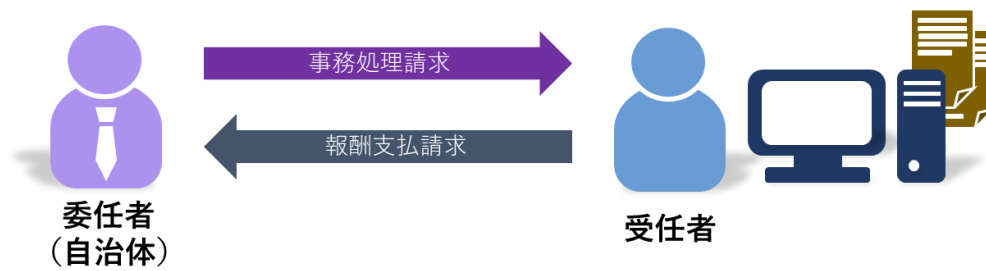 事務処理請求
報酬支払請求
委任者
（自治体）
受任者